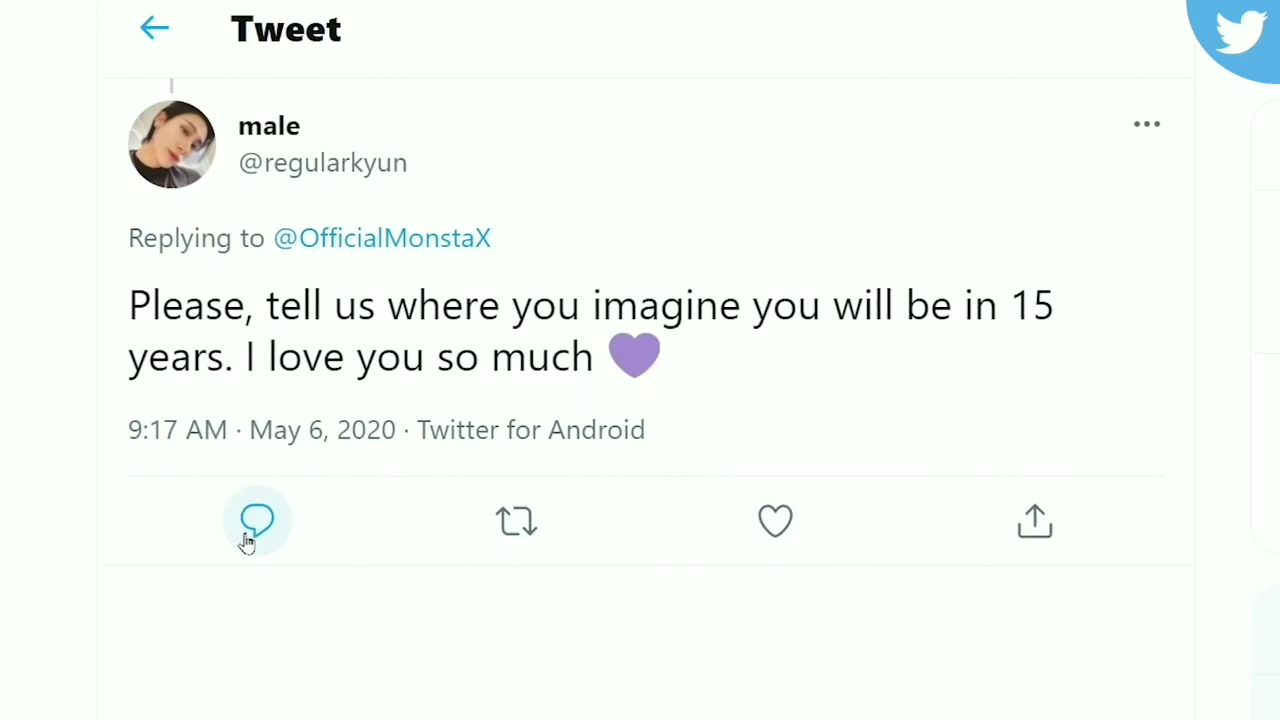 Tweet
male
@regularkyun
Replying to @OfficialMonstaX
Please, tell us where you imagine you will be in 15
years. I love you so much 💜
9:17 AM · May 6, 2020 · Twitter for Android